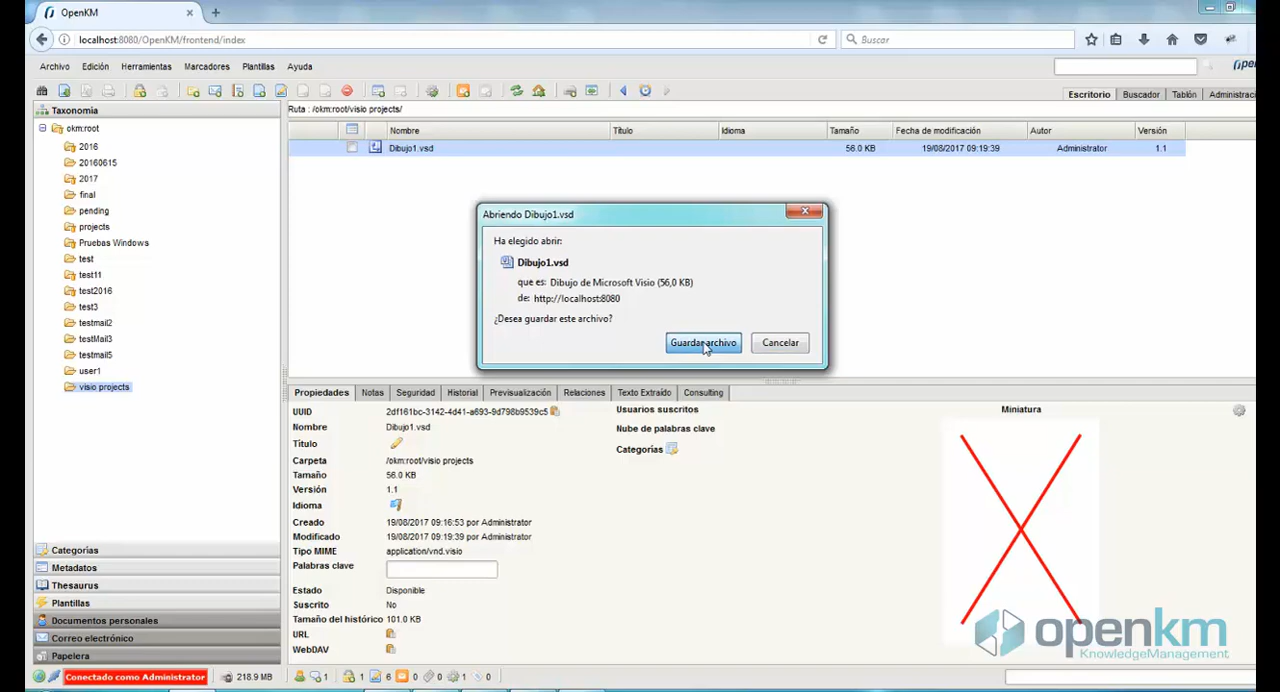 OpenKM
localhost:8080/OpenKM/frontend/index
Buscar
Archivo Edición Herramientas Marcadores Plantillas Ayuda
Escritorio Buscador Tablón Administrac
Taxonomia
Ruta : /okm:root/visio projects/
okm:root
2016
20160615
2017
final
pending
projects
Pruebas Windows
test
test11
test2016
test3
testmail2
testMail3
testmail5
user1
visio projects
Nombre Título Idioma Tamaño Fecha de modificación Autor Versión
Dibujo1.vsd 56.0 KB 19/08/2017 09:19:39 Administrator 1.1
Abriendo Dibujo1.vsd
Ha elegido abrir:
Dibujo1.vsd
que es: Dibujo de Microsoft Visio (56,0 KB)
de: http://localhost:8080
¿Desea guardar este archivo?
Guardar archivo Cancelar
Propiedades Notas Seguridad Historial Previsualización Relaciones Texto Extraído Consulting
UUID 2df161bc-3142-4d41-a693-9d798b9539c5
Nombre Dibujo1.vsd
Título
Carpeta /okm:root/visio projects
Tamaño 56.0 KB
Versión 1.1
Idioma
Creado 19/08/2017 09:16:53 por Administrator
Modificado 19/08/2017 09:19:39 por Administrator
Tipo MIME application/vnd.visio
Palabras clave
Estado Disponible
Suscrito No
Tamaño del histórico 101.0 KB
URL
WebDAV
Usuarios suscritos
Nube de palabras clave
Categorías
Miniatura
Categorías
Metadatos
Thesaurus
Plantillas
Documentos personales
Correo electrónico
Papelera
openkm
KnowledgeManagement
Conectado como Administrator 218.9 MB 1 1 6 0 0 1 0